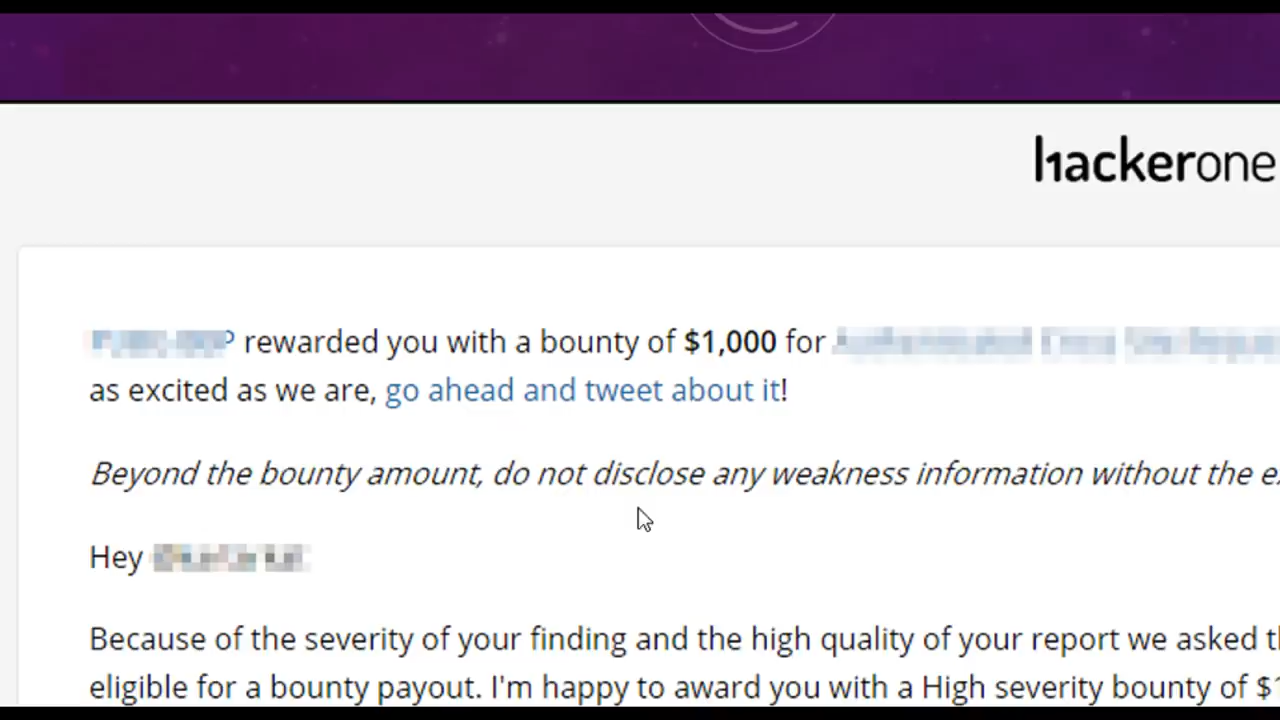 hackerone
rewarded you with a bounty of $1,000 for
as excited as we are, go ahead and tweet about it!
Beyond the bounty amount, do not disclose any weakness information without the
Hey
Because of the severity of your finding and the high quality of your report we asked
eligible for a bounty payout. I'm happy to award you with a High severity bounty of $